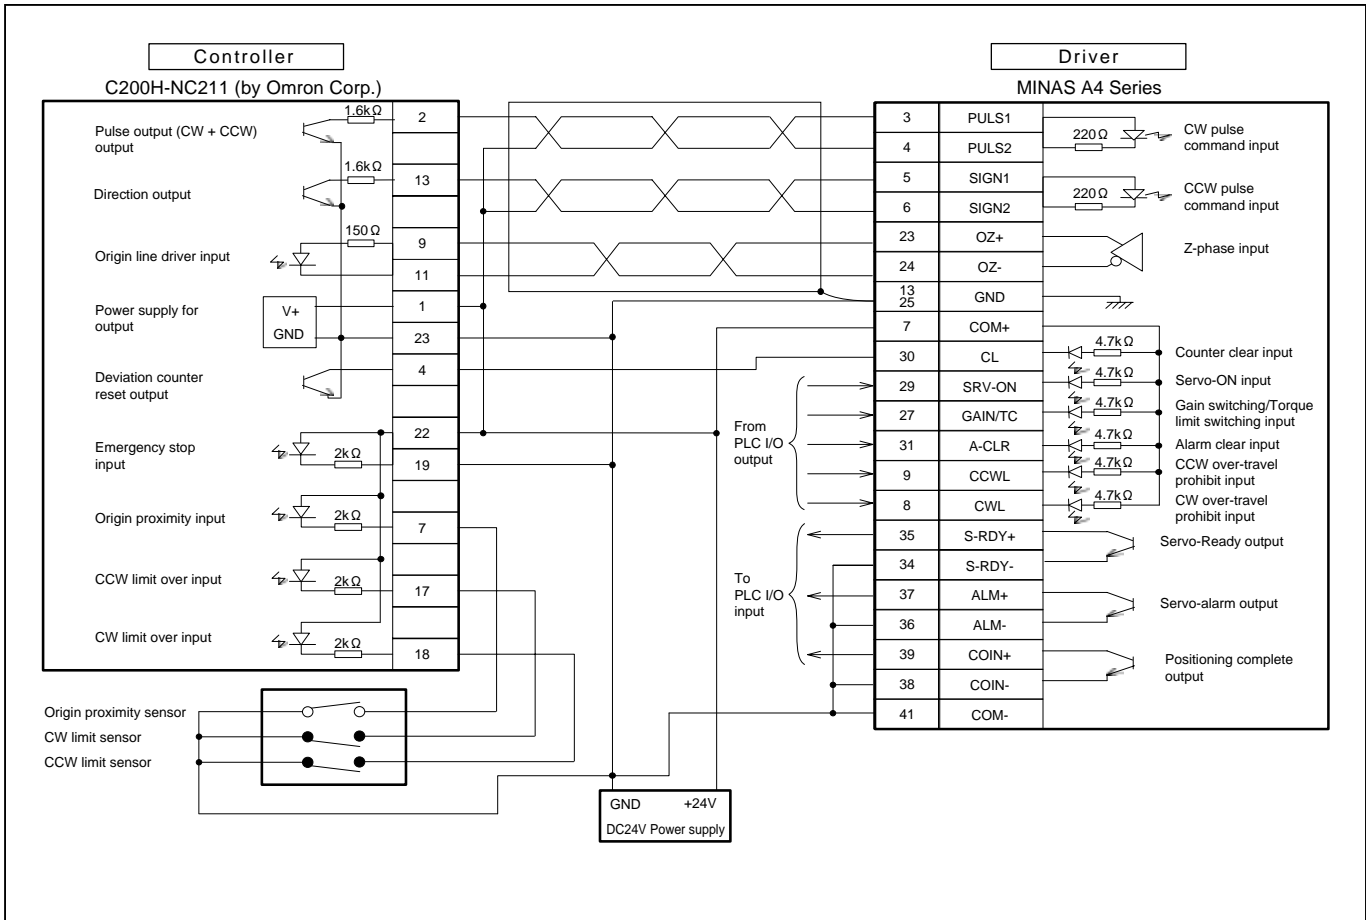 Controller
C200H-NC211 (by Omron Corp.)
Pulse output (CW + CCW)
output
1.6kΩ
2
Direction output
1.6kΩ
13
Origin line driver input
150Ω
9
11
Power supply for
output
V+
GND
1
23
Deviation counter
reset output
4
Emergency stop
input
2kΩ
22
19
Origin proximity input
2kΩ
7
CCW limit over input
2kΩ
17
CW limit over input
2kΩ
18
Origin proximity sensor
CW limit sensor
CCW limit sensor
GND +24V
DC24V Power supply
From
PLC I/O
output
To
PLC I/O
input
Driver
MINAS A4 Series
3 PULS1
4 PULS2
220Ω
CW pulse
command input
5 SIGN1
6 SIGN2
220Ω
CCW pulse
command input
23 OZ+
24 OZ-
Z-phase input
13
25
GND
7 COM+
30 CL
4.7kΩ
Counter clear input
29 SRV-ON
4.7kΩ
Servo-ON input
27 GAIN/TC
4.7kΩ
Gain switching/Torque
limit switching input
31 A-CLR
4.7kΩ
Alarm clear input
9 CCWL
4.7kΩ
CCW over-travel
prohibit input
8 CWL
4.7kΩ
CW over-travel
prohibit input
35 S-RDY+
34 S-RDY-
Servo-Ready output
37 ALM+
36 ALM-
Servo-alarm output
39 COIN+
38 COIN-
Positioning complete
output
41 COM-